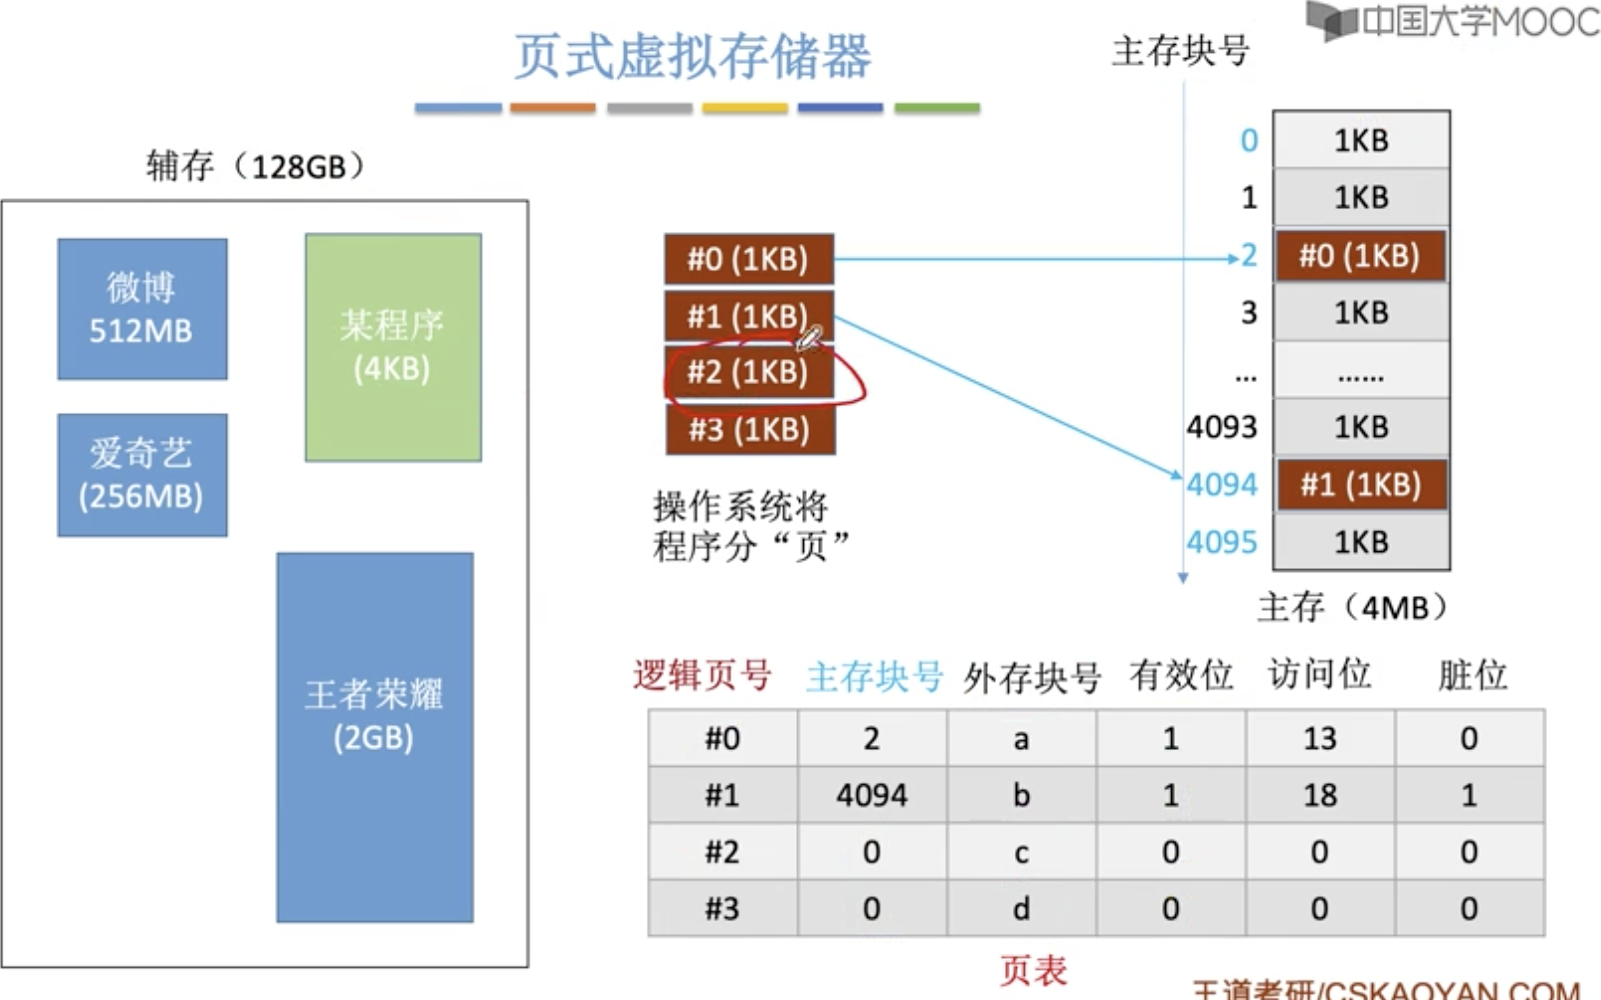 中国大学MOOC
页式虚拟存储器
主存块号
辅存（128GB）
微博
512MB
某程序
(4KB)
爱奇艺
(256MB)
王者荣耀
(2GB)
#0 (1KB)
#1 (1KB)
#2 (1KB)
#3 (1KB)
操作系统将
程序分“页”
0 1KB
1 1KB
2 #0 (1KB)
3 1KB
... ......
4093 1KB
4094 #1 (1KB)
4095 1KB
主存（4MB）
逻辑页号 主存块号 外存块号 有效位 访问位 脏位
#0 2 a 1 13 0
#1 4094 b 1 18 1
#2 0 c 0 0 0
#3 0 d 0 0 0
页表
王道考研/CSKAOYAN.COM